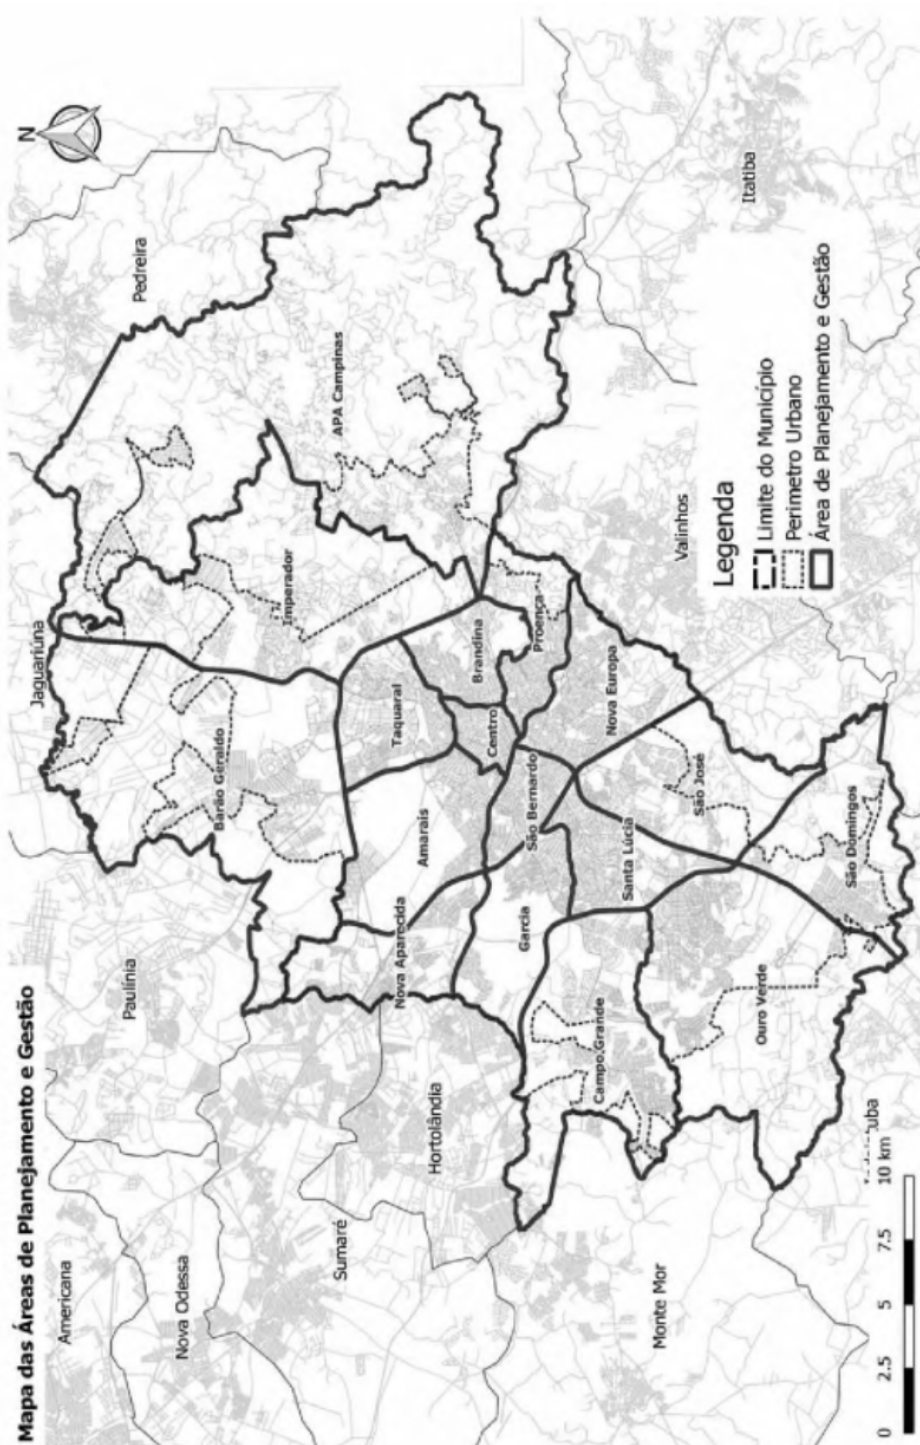 Mapa das Áreas de Planejamento e Gestão
N
Americana
Nova Odessa
Paulínia
Jaguariúna
Pedreira
Sumaré
Hortolândia
Monte Mor
Valinhos
Itatiba
Barão Geraldo
Imperador
APA Campinas
Amarais
Taquaral
Nova Aparecida
Brandina
Centro
Proença
Garcia
São Bernardo
Nova Europa
Campo Grande
Santa Lúcia
São José
Ouro Verde
São Domingos
Legenda
Limite do Município
Perimetro Urbano
Área de Planejamento e Gestão
0 2.5 5 7.5 10 km